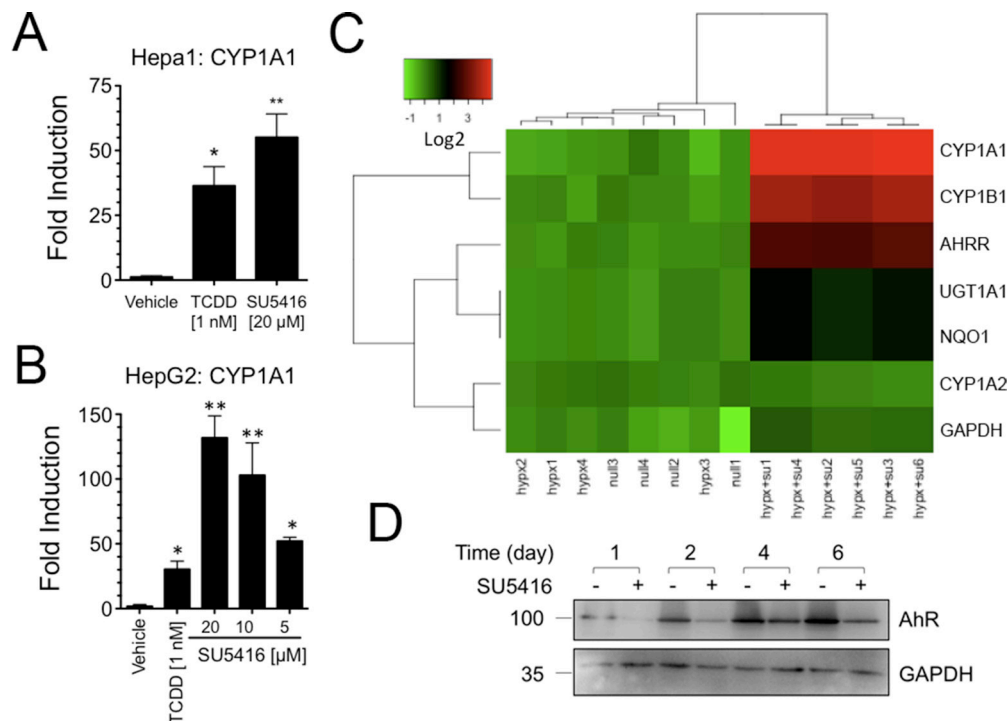 A
Hepa1: CYP1A1
Fold Induction
75
50
25
0
*
**
Vehicle
TCDD
[1 nM]
SU5416
[20 µM]
B
HepG2: CYP1A1
Fold Induction
150
100
50
0
*
**
**
*
Vehicle
TCDD [1 nM]
20 10 5
SU5416 [µM]
C
-1 1 3
Log2
CYP1A1
CYP1B1
AHRR
UGT1A1
NQO1
CYP1A2
GAPDH
hypx2
hypx1
hypx4
null3
null4
null2
hypx3
null1
hypx+su1
hypx+su4
hypx+su2
hypx+su5
hypx+su3
hypx+su6
D
Time (day) 1 2 4 6
SU5416 - + - + - + - +
100 AhR
35 GAPDH